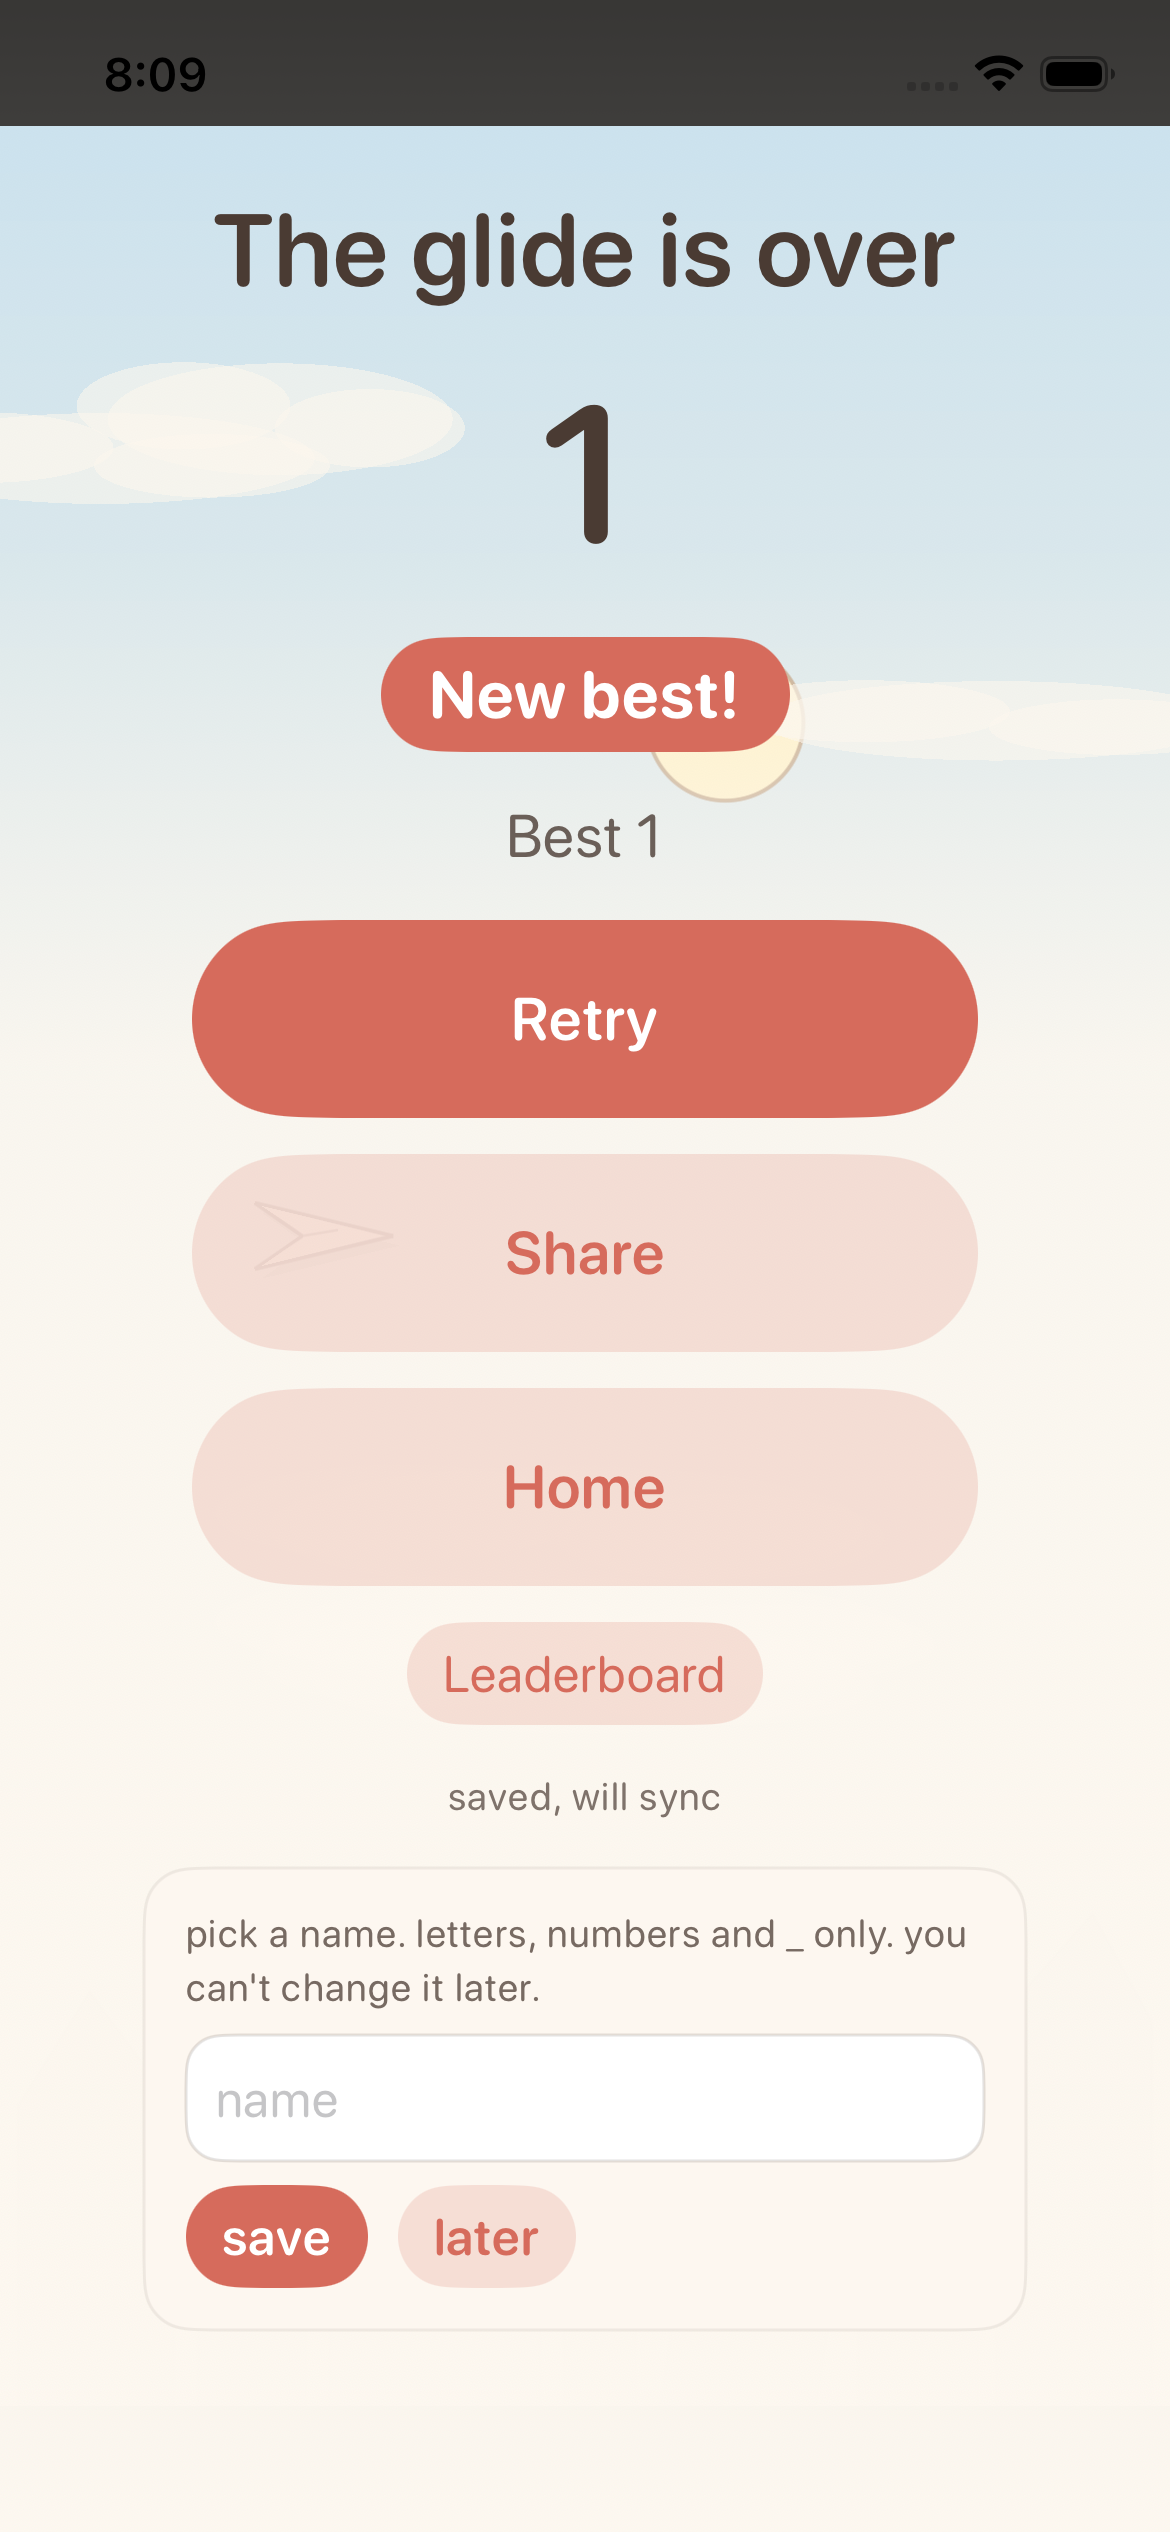 8:09
The glide is over
1
New best!
Best 1
Retry
Share
Home
Leaderboard
saved, will sync
pick a name. letters, numbers and _ only. you
can't change it later.
name
save later